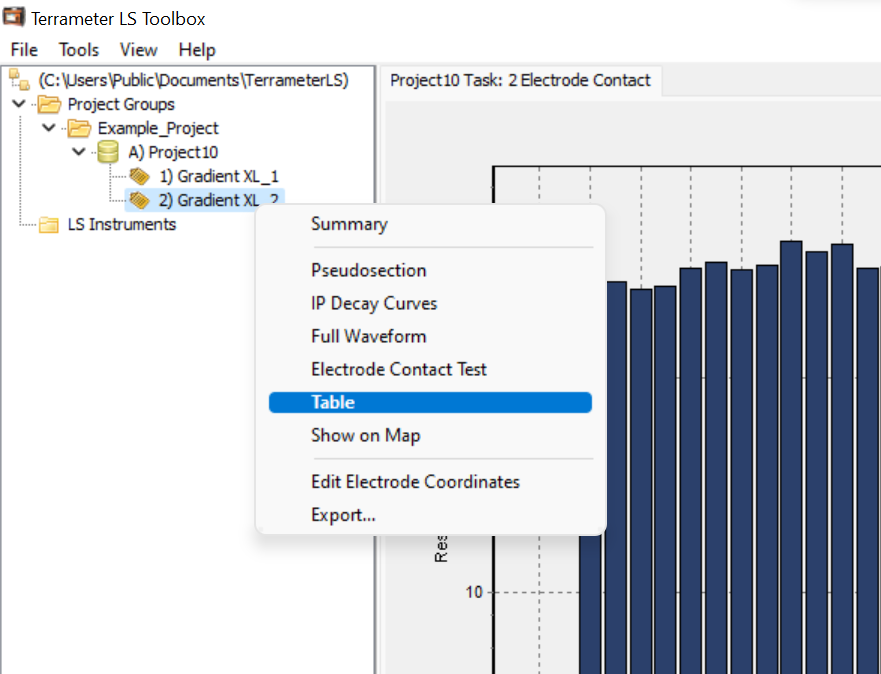 Terrameter LS Toolbox
File Tools View Help
(C:\Users\Public\Documents\TerrameterLS)
Project Groups
Example_Project
A) Project10
1) Gradient XL_1
2) Gradient XL_2
LS Instruments
Project10 Task: 2 Electrode Contact
Summary
Pseudosection
IP Decay Curves
Full Waveform
Electrode Contact Test
Table
Show on Map
Edit Electrode Coordinates
Export...
Res
10